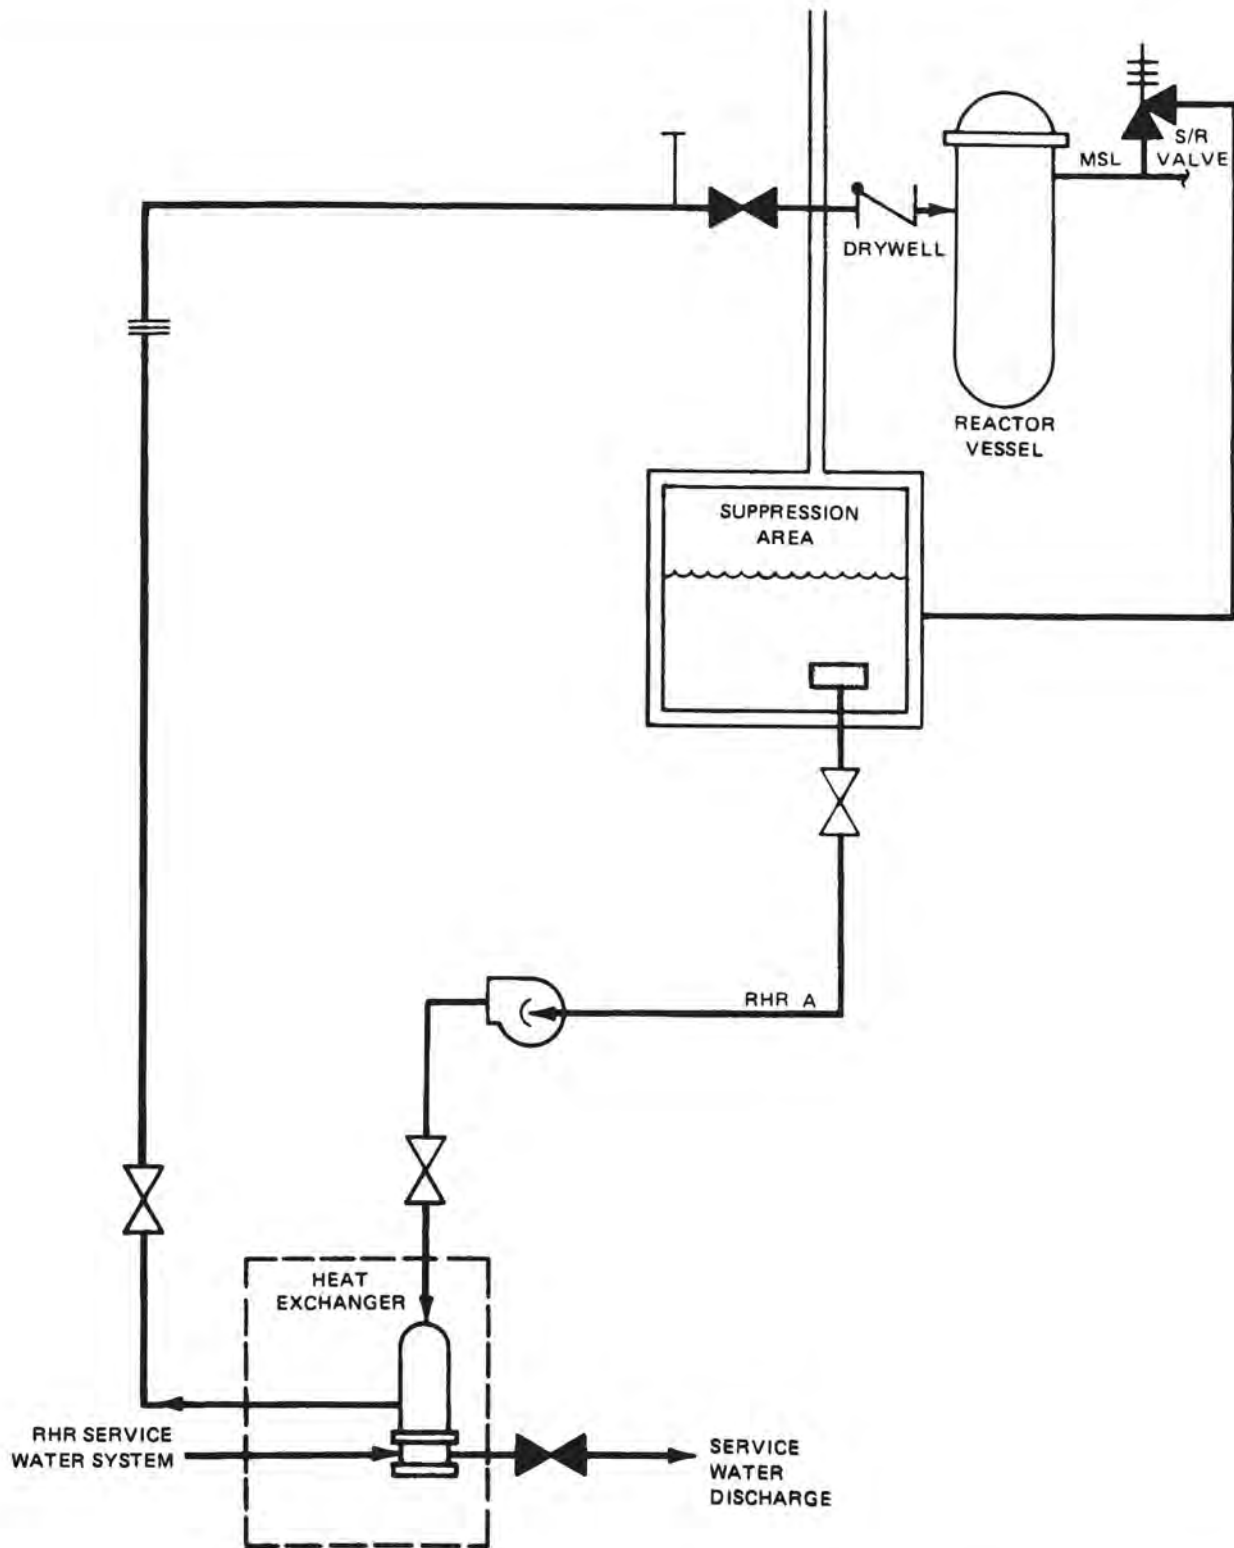 S/R
MSL
VALVE
DRYWELL
REACTOR
VESSEL
SUPPRESSION
AREA
RHR A
HEAT
EXCHANGER
RHR SERVICE
WATER SYSTEM
SERVICE
WATER
DISCHARGE